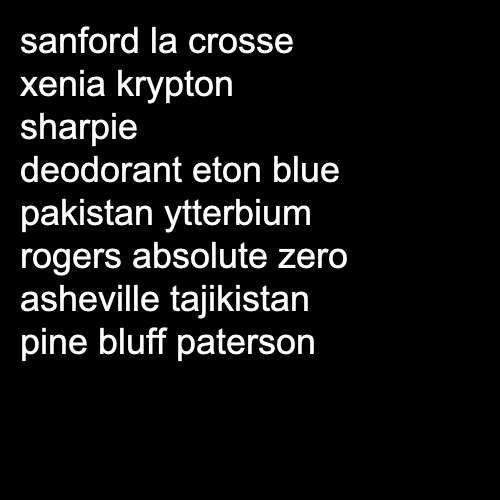 sanford la crosse
xenia krypton
sharpie
deodorant eton blue
pakistan ytterbium
rogers absolute zero
asheville tajikistan
pine bluff paterson